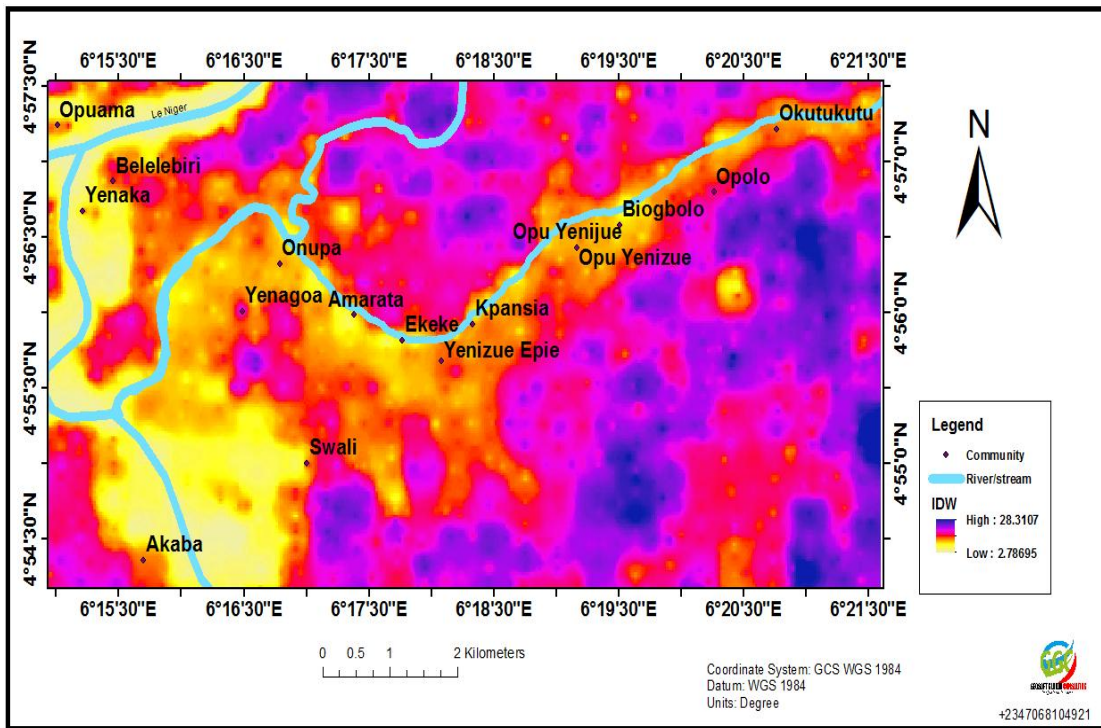 6°15'30"E 6°16'30"E 6°17'30"E 6°18'30"E 6°19'30"E 6°20'30"E 6°21'30"E
4°57'30"N
4°56'30"N
4°55'30"N
4°54'30"N
Opuama
Le Niger
Okutukutu
Belelebiri
Opolo
Yenaka
Biogbolo
Opu Yenijue
Onupa
Opu Yenizue
Yenagoa
Amarata
Kpansia
Ekeke
Yenizue Epie
Swali
Akaba
4°57'0"N
4°56'0"N
4°55'0"N
6°15'30"E 6°16'30"E 6°17'30"E 6°18'30"E 6°19'30"E 6°20'30"E 6°21'30"E
N
Legend
Community
River/stream
IDW
High : 28.3107
Low : 2.78695
0 0.5 1 2 Kilometers
Coordinate System: GCS WGS 1984
Datum: WGS 1984
Units: Degree
+2347068104921